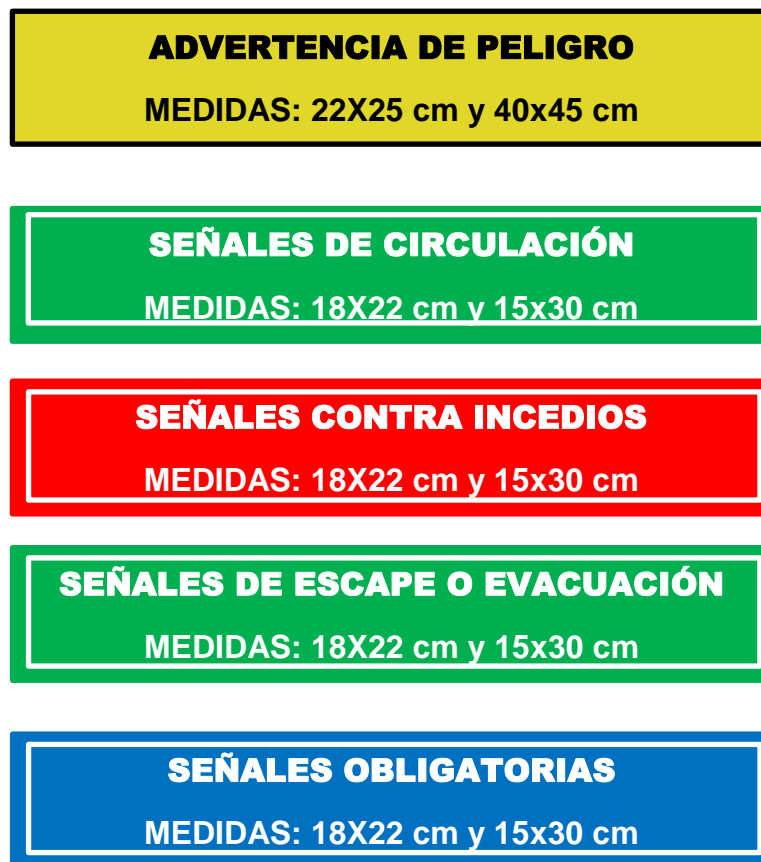 ADVERTENCIA DE PELIGRO
MEDIDAS: 22X25 cm y 40x45 cm
SEÑALES DE CIRCULACIÓN
MEDIDAS: 18X22 cm y 15x30 cm
SEÑALES CONTRA INCEDIOS
MEDIDAS: 18X22 cm y 15x30 cm
SEÑALES DE ESCAPE O EVACUACIÓN
MEDIDAS: 18X22 cm y 15x30 cm
SEÑALES OBLIGATORIAS
MEDIDAS: 18X22 cm y 15x30 cm